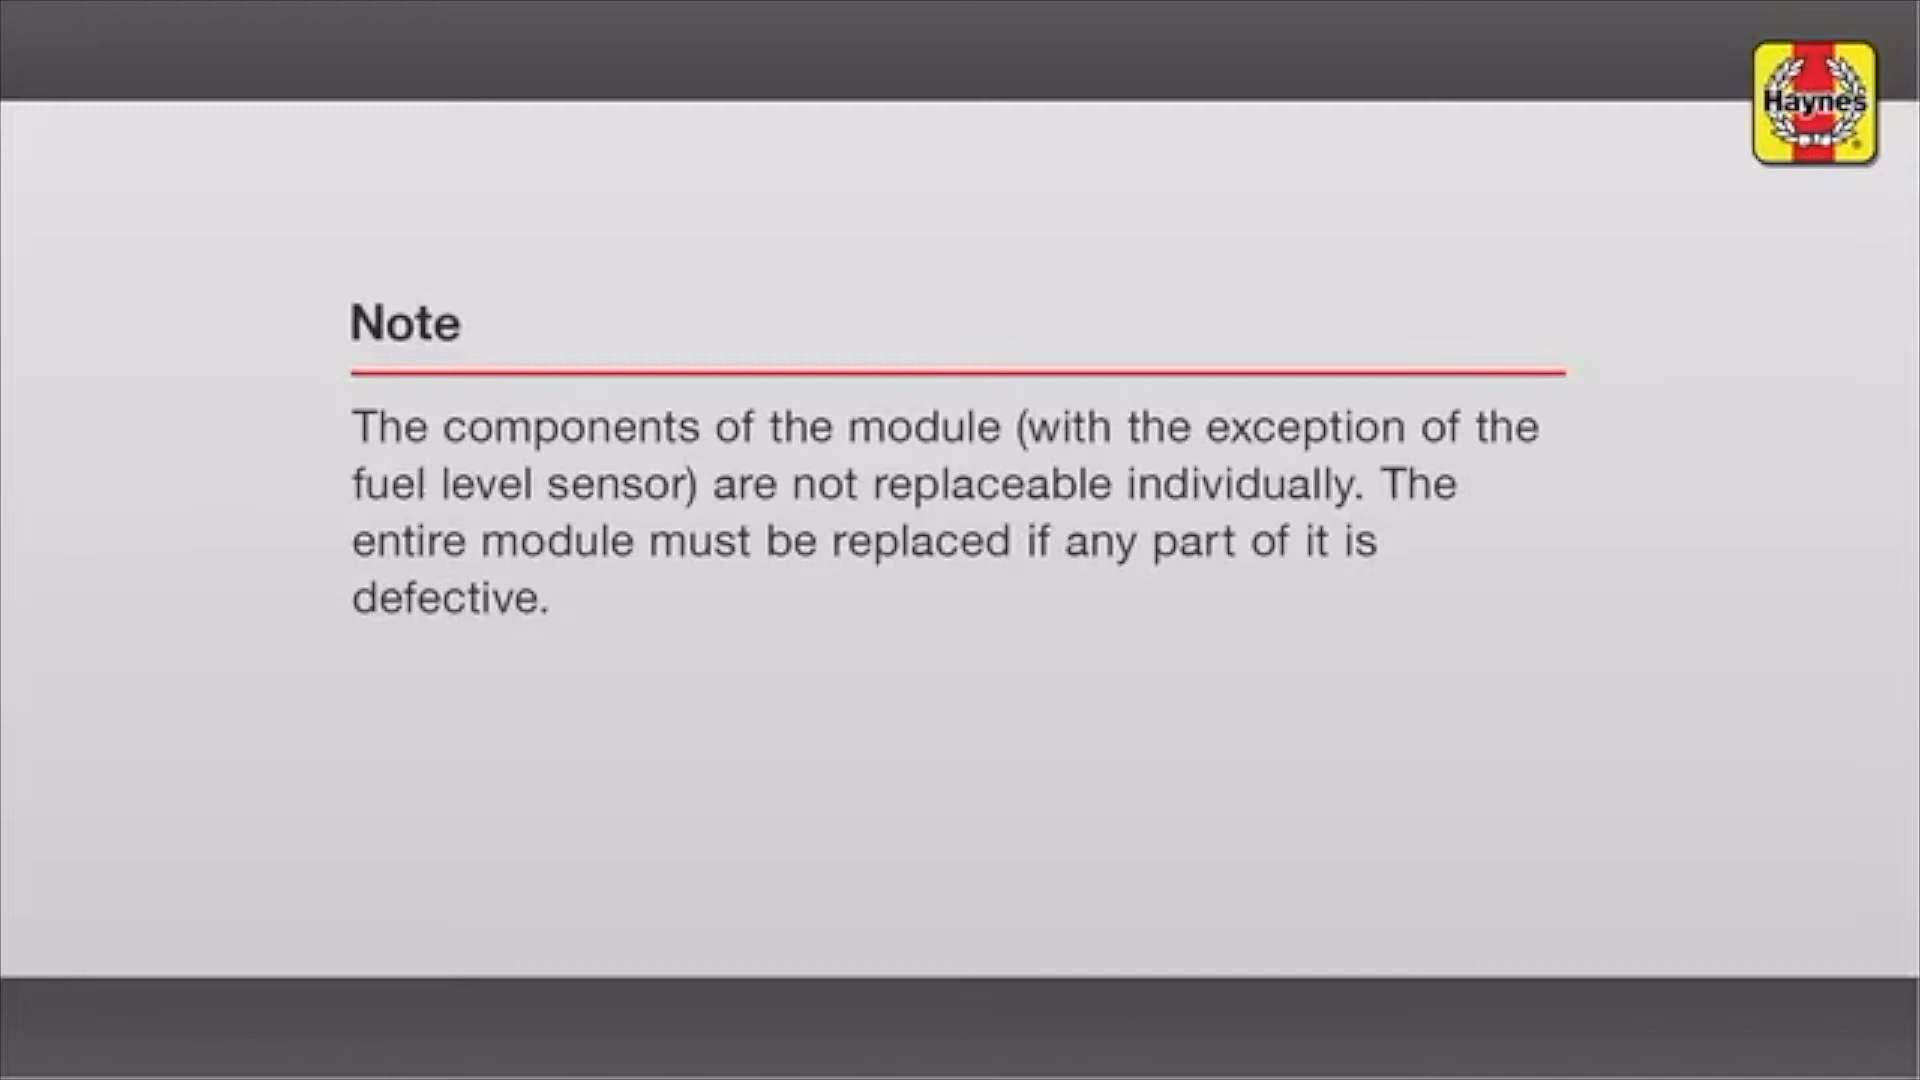 Haynes
Note
The components of the module (with the exception of the
fuel level sensor) are not replaceable individually. The
entire module must be replaced if any part of it is
defective.